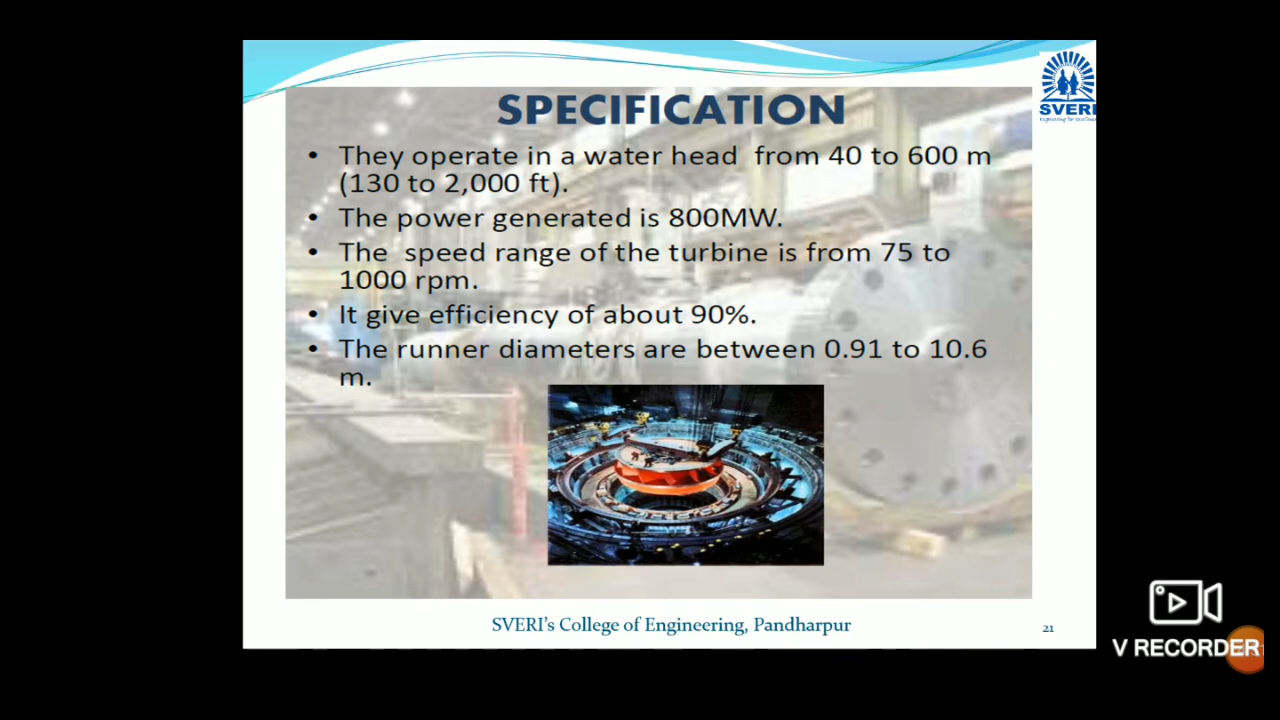 SPECIFICATION
SVERI
• They operate in a water head from 40 to 600 m
(130 to 2,000 ft).
• The power generated is 800MW.
• The speed range of the turbine is from 75 to
1000 rpm.
• It give efficiency of about 90%.
• The runner diameters are between 0.91 to 10.6
m.
SVERI's College of Engineering, Pandharpur
21
V RECORDER